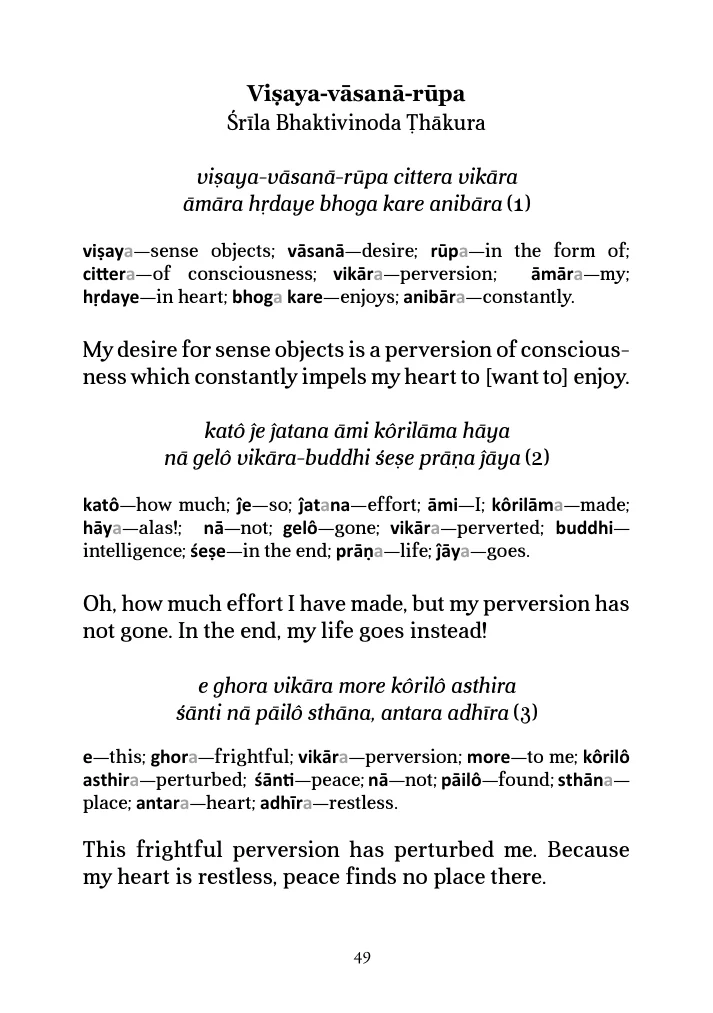 Viṣaya-vāsanā-rūpa
Śrīla Bhaktivinoda Ṭhākura
viṣaya-vāsanā-rūpa cittera vikāra
āmāra hṛdaye bhoga kare anibāra (1)
viṣaya—sense objects; vāsanā—desire; rūpa—in the form of;
cittera—of consciousness; vikāra—perversion; āmāra—my;
hṛdaye—in heart; bhoga kare—enjoys; anibāra—constantly.
My desire for sense objects is a perversion of conscious-
ness which constantly impels my heart to [want to] enjoy.
katô ĵe ĵatana āmi kôrilāma hāya
nā gelô vikāra-buddhi śeṣe prāṇa ĵāya (2)
katô—how much; ĵe—so; ĵatana—effort; āmi—I; kôrilāma—made;
hāya—alas!; nā—not; gelô—gone; vikāra—perverted; buddhi—
intelligence; śeṣe—in the end; prāṇa—life; ĵāya—goes.
Oh, how much effort I have made, but my perversion has
not gone. In the end, my life goes instead!
e ghora vikāra more kôrilô asthira
śānti nā pāilô sthāna, antara adhīra (3)
e—this; ghora—frightful; vikāra—perversion; more—to me; kôrilô
asthira—perturbed; śānti—peace; nā—not; pāilô—found; sthāna—
place; antara—heart; adhīra—restless.
This frightful perversion has perturbed me. Because
my heart is restless, peace finds no place there.
49